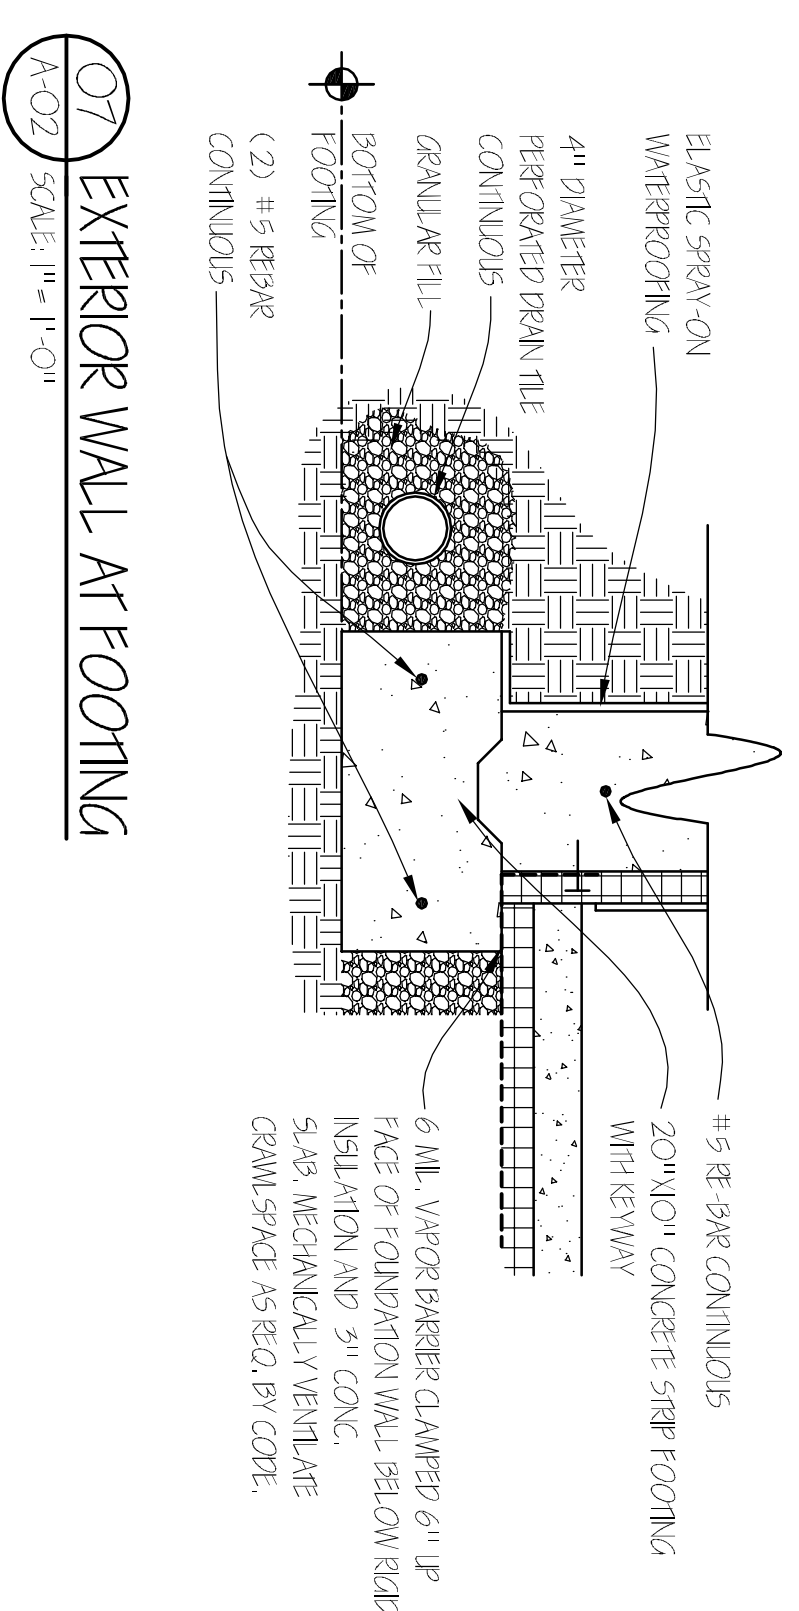 ELASTIC SPRAY-ON
WATERPROOFING
4" DIAMETER
PERFORATED DRAIN TILE
CONTINUOUS
GRANULAR FILL
BOTTOM OF
FOOTING
(2) #5 REBAR
CONTINUOUS
#5 RE-BAR CONTINUOUS
20"X10" CONCRETE STRIP FOOTING
WITH KEYWAY
6 MIL. VAPOR BARRIER CLAMPED 6" UP
FACE OF FOUNDATION WALL BELOW RIGID
INSULATION AND 3" CONC.
SLAB. MECHANICALLY VENTILATE
CRAWLSPACE AS REQ. BY CODE.
07
A-02
EXTERIOR WALL AT FOOTING
SCALE: 1" = 1'-0"